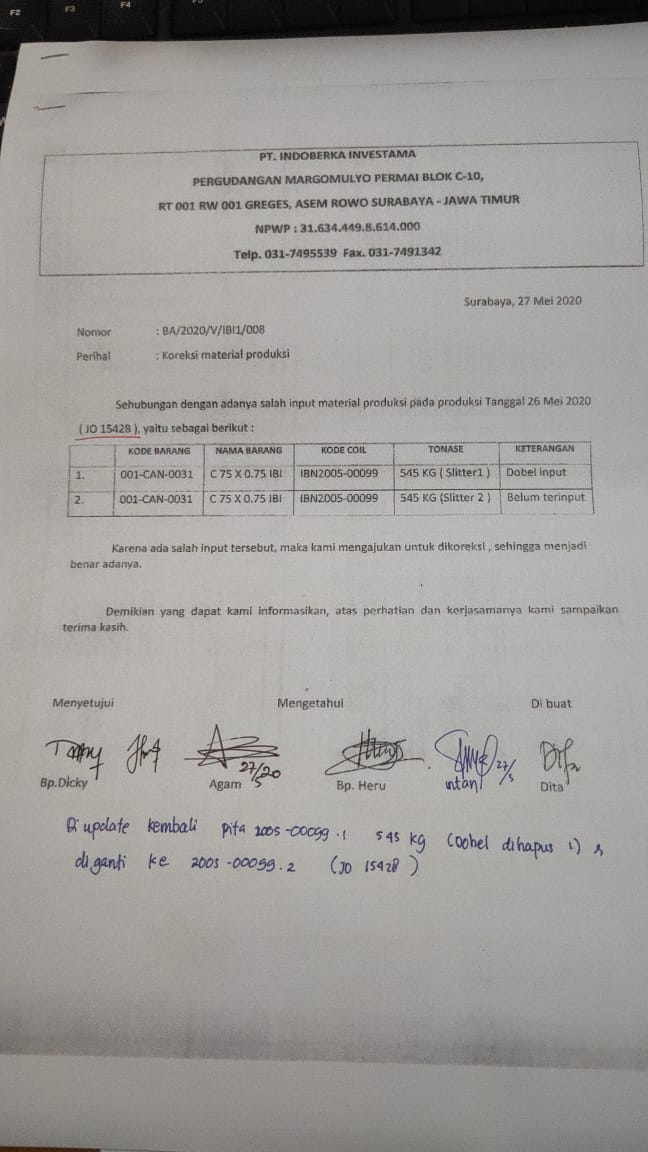 F2 F3 F4
PT. INDOBERKA INVESTAMA
PERGUDANGAN MARGOMULYO PERMAI BLOK C-10,
RT 001 RW 001 GREGES, ASEM ROWO SURABAYA - JAWA TIMUR
NPWP : 31.634.449.8.614.000
Telp. 031-7495539 Fax. 031-7491342
Surabaya, 27 Mei 2020
Nomor : BA/2020/V/IBI1/008
Perihal : Koreksi material produksi
Sehubungan dengan adanya salah input material produksi pada produksi Tanggal 26 Mei 2020
( JO 15428 ), yaitu sebagai berikut :
KODE BARANG NAMA BARANG KODE COIL TONASE KETERANGAN
1. 001-CAN-0031 C 75 X 0.75 IBI IBN2005-00099 545 KG ( Slitter1 ) Dobel input
2. 001-CAN-0031 C 75 X 0.75 IBI IBN2005-00099 545 KG (Slitter 2 ) Belum terinput
Karena ada salah input tersebut, maka kami mengajukan untuk dikoreksi , sehingga menjadi
benar adanya.
Demikian yang dapat kami informasikan, atas perhatian dan kerjasamanya kami sampaikan
terima kasih.
Menyetujui Mengetahui Di buat
27/5 20 27/5
Bp.Dicky Agam Bp. Heru intan Dita
Di update kembali pita 2005-00099.1 545 kg (dobel dihapus 1) &
diganti ke 2005-00099.2 (JO 15428 )